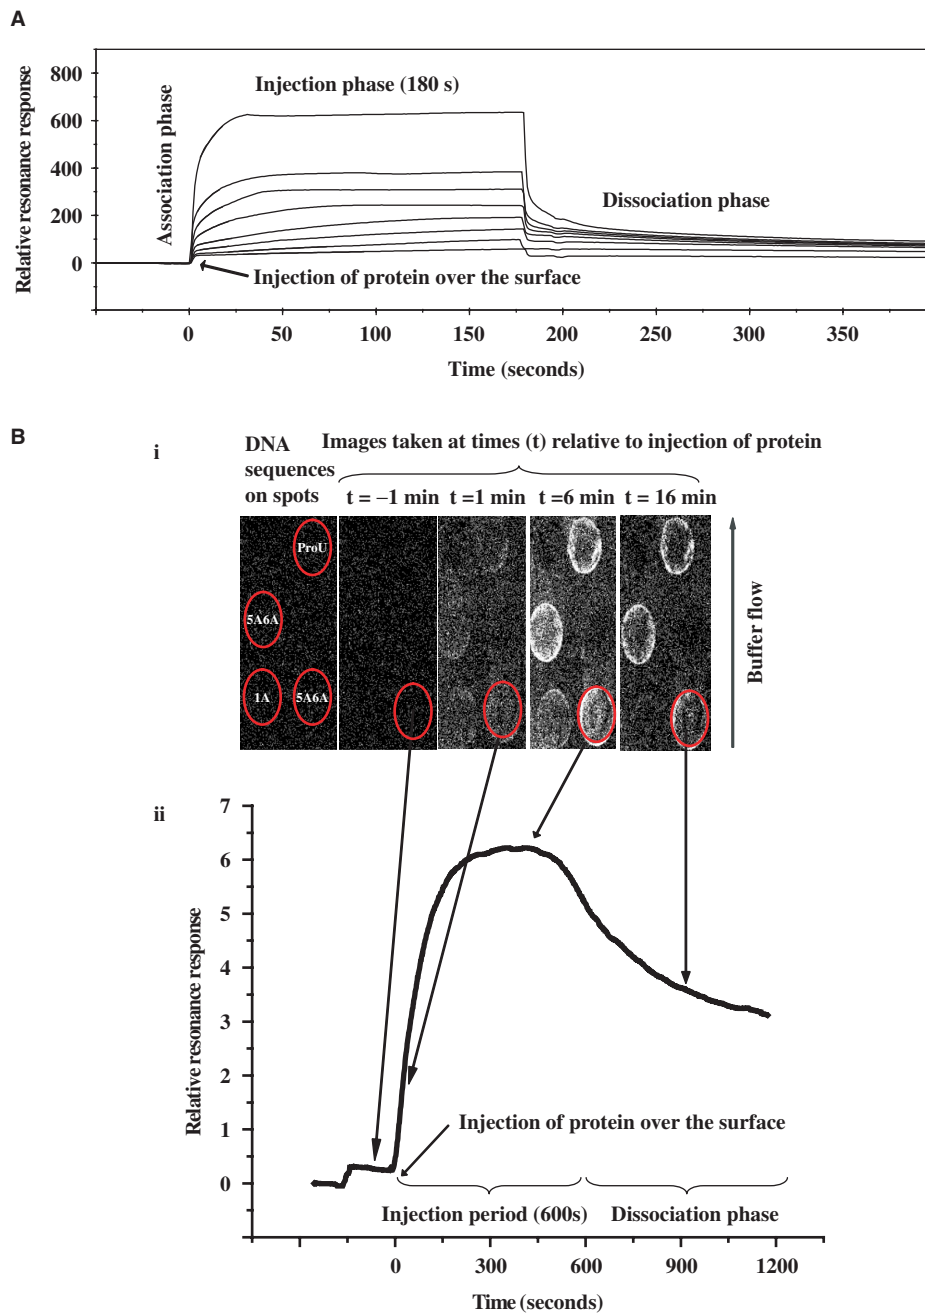 A
Relative resonance response
800
600
400
200
0
Association phase
Injection phase (180 s)
Dissociation phase
Injection of protein over the surface
0
50
100
150
200
250
300
350
Time (seconds)
B
i
DNA
sequences
on spots
Images taken at times (t) relative to injection of protein
t = −1 min
t =1 min
t =6 min
t = 16 min
ProU
5A6A
1A
5A6A
Buffer flow
ii
Relative resonance response
7
6
5
4
3
2
1
0
Injection of protein over the surface
Injection period (600s)
Dissociation phase
0
300
600
900
1200
Time (seconds)